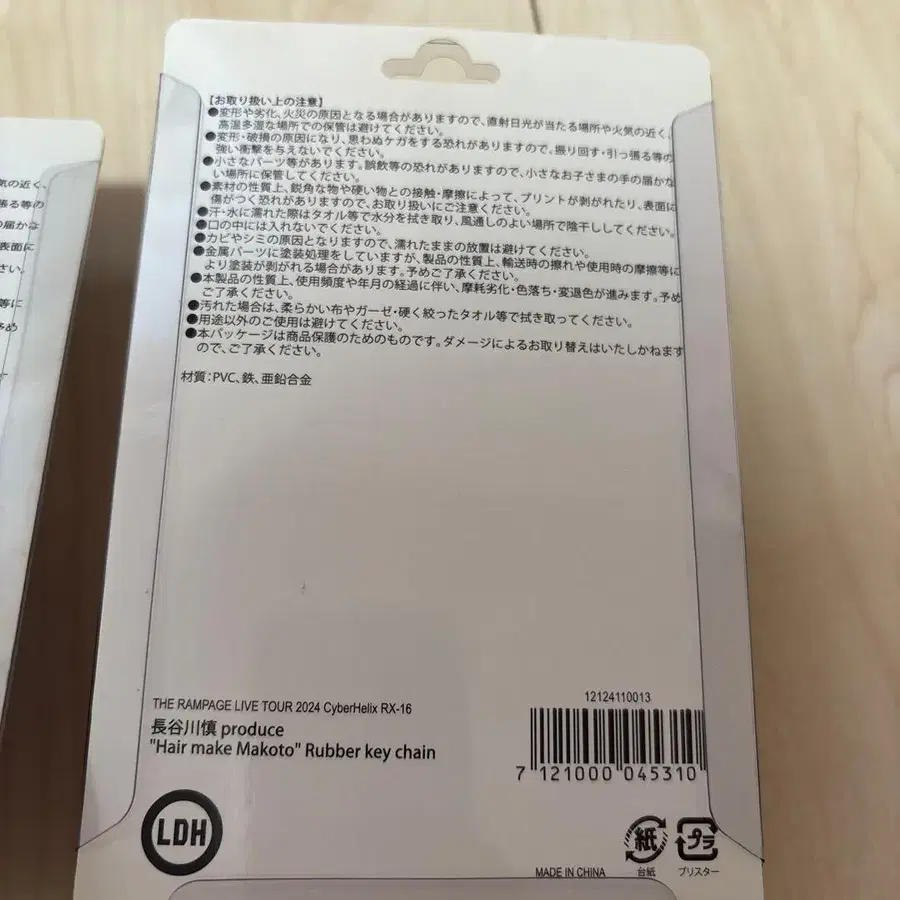 【お取り扱い上の注意】
●変形や劣化、火災の原因となる場合がありますので、直射日光が当たる場所や火気の近く、
高温多湿な場所での保管は避けてください。
●変形・破損の原因になり、思わぬケガをする恐れがありますので、振り回す・引っ張る等の
強い衝撃を与えないでください。
●小さなパーツ等があります。誤飲等の恐れがありますので、小さなお子さまの手の届かな
い場所に保管してください。
●素材の性質上、鋭角な物や硬い物との接触・摩擦によって、プリントが剥がれたり、表面に
傷がつく恐れがありますので、お取り扱いにご注意ください。
●汗・水に濡れた際はタオル等で水分を拭き取り、風通しのよい場所で陰干ししてください。
●口の中には入れないでください。
●カビやシミの原因となりますので、濡れたままの放置は避けてください。
●金属パーツに塗装処理をしていますが、製品の性質上、輸送時の擦れや使用時の摩擦等に
より塗装が剥がれる場合があります。予めご了承ください。
●本製品の性質上、使用頻度や年月の経過に伴い、摩耗劣化・色落ち・変退色が進みます。予め
ご了承ください。
●汚れた場合は、柔らかい布やガーゼ・硬く絞ったタオル等で拭き取ってください。
●用途以外のご使用は避けてください。
●本パッケージは商品保護のためのものです。ダメージによるお取り替えはいたしかねます
ので、ご了承ください。
材質：PVC、鉄、亜鉛合金
THE RAMPAGE LIVE TOUR 2024 CyberHelix RX-16
長谷川慎 produce
"Hair make Makoto" Rubber key chain
12124110013
7 121000 045310
LDH
MADE IN CHINA
紙
台紙
プラ
ブリスター
気の近く、
張る等の
の届かな
表面に
さい。
等に
予め